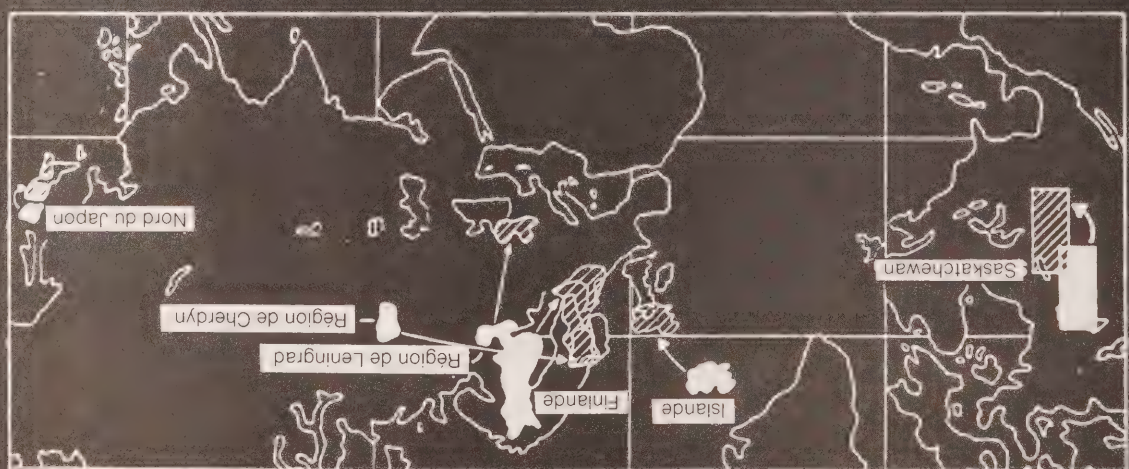 Saskatchewan
Islande
Finlande
Région de Leningrad
Région de Cherdyn
Nord du Japon